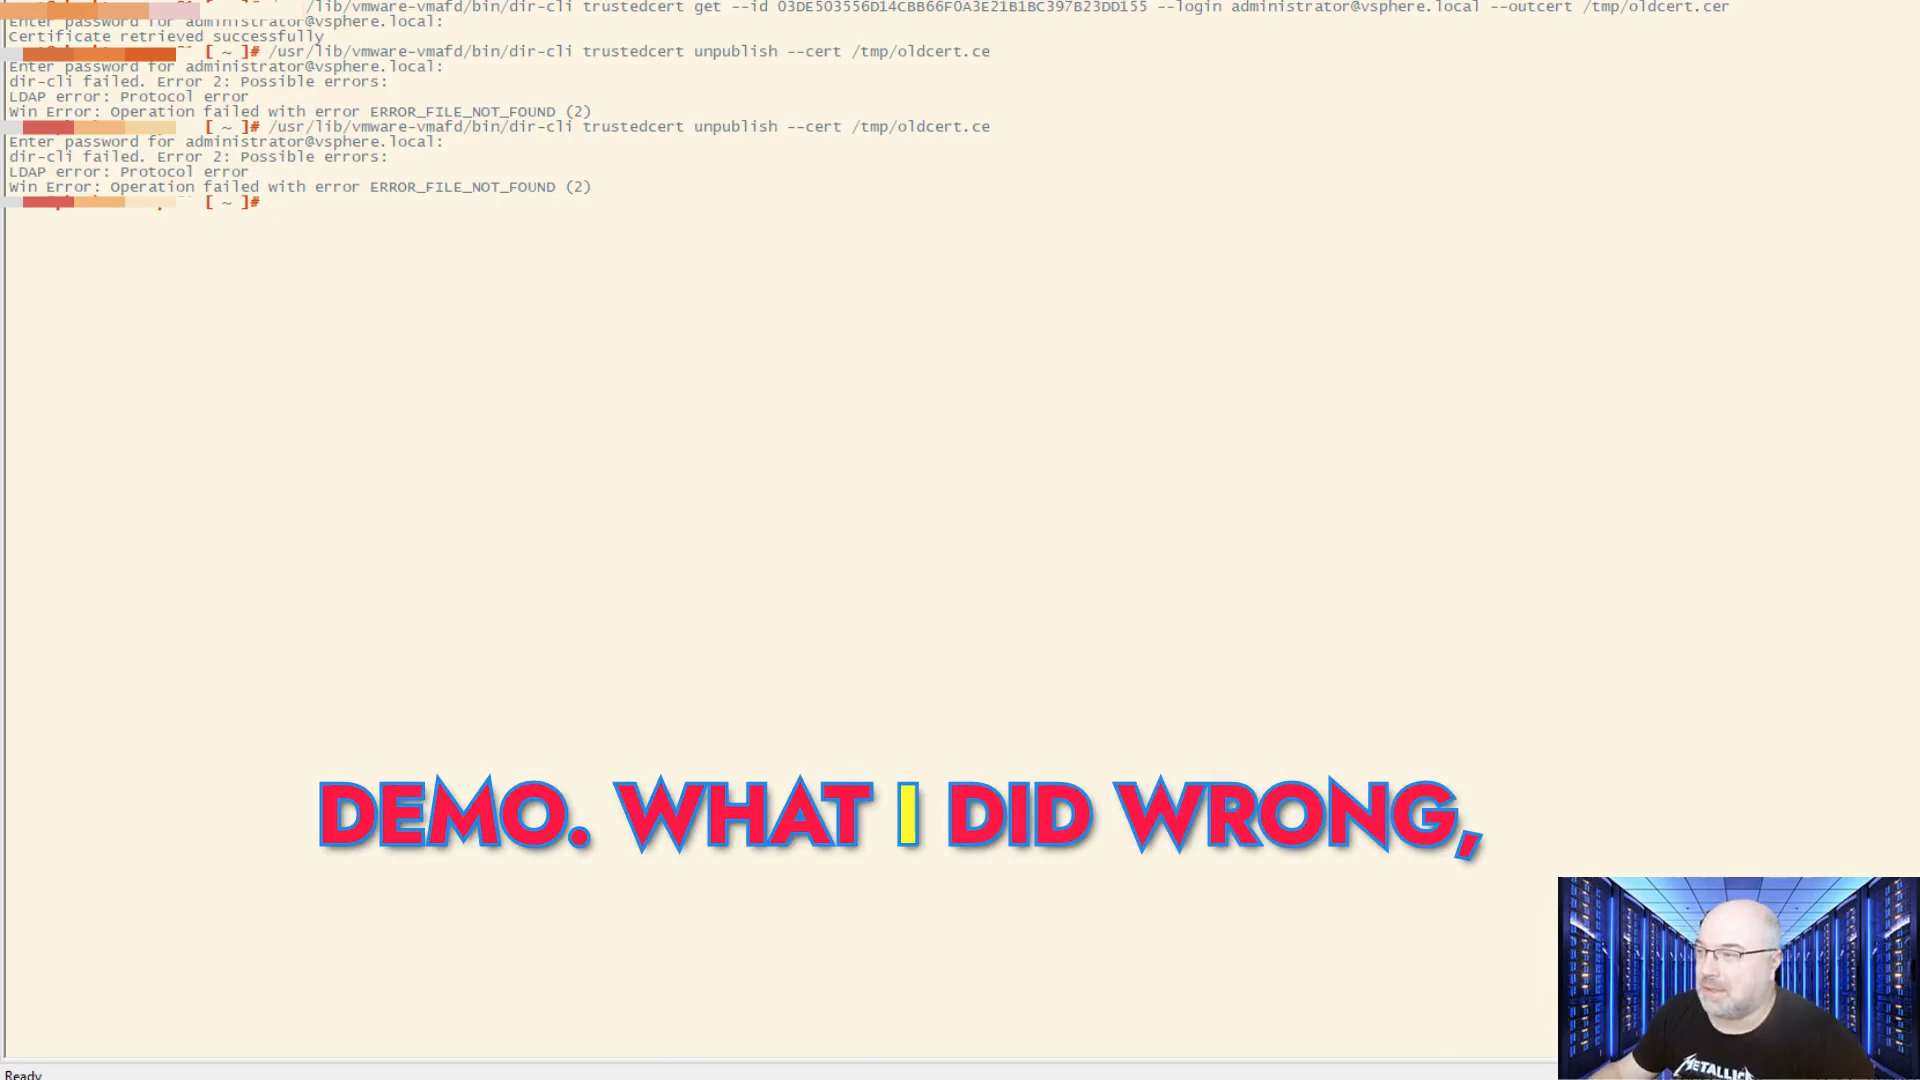 /lib/vmware-vmafd/bin/dir-cli trustedcert get --id 03DE503556D14CBB66F0A3E21B1BC397B23DD155 --login administrator@vsphere.local --outcert /tmp/oldcert.cer
Enter password for administrator@vsphere.local:
Certificate retrieved successfully
[ ~ ]# /usr/lib/vmware-vmafd/bin/dir-cli trustedcert unpublish --cert /tmp/oldcert.ce
Enter password for administrator@vsphere.local:
dir-cli failed. Error 2: Possible errors:
LDAP error: Protocol error
Win Error: Operation failed with error ERROR_FILE_NOT_FOUND (2)
[ ~ ]# /usr/lib/vmware-vmafd/bin/dir-cli trustedcert unpublish --cert /tmp/oldcert.ce
Enter password for administrator@vsphere.local:
dir-cli failed. Error 2: Possible errors:
LDAP error: Protocol error
Win Error: Operation failed with error ERROR_FILE_NOT_FOUND (2)
[ ~ ]#
DEMO. WHAT I DID WRONG,
METALLICA
Ready